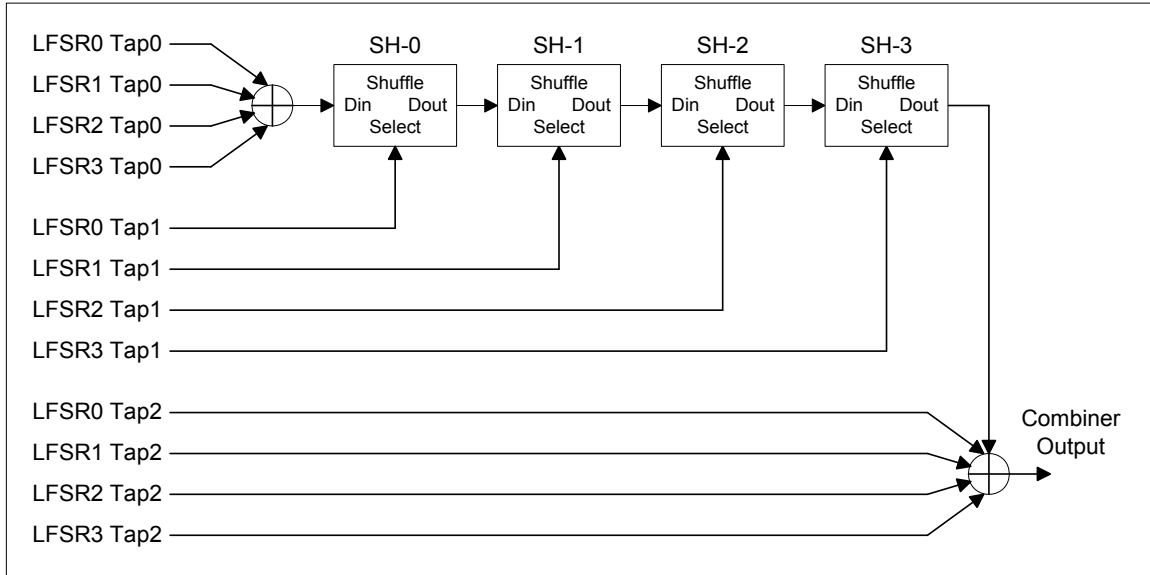 LFSR0 Tap0
LFSR1 Tap0
LFSR2 Tap0
LFSR3 Tap0
SH-0
Shuffle
Din Dout
Select
SH-1
Shuffle
Din Dout
Select
SH-2
Shuffle
Din Dout
Select
SH-3
Shuffle
Din Dout
Select
LFSR0 Tap1
LFSR1 Tap1
LFSR2 Tap1
LFSR3 Tap1
LFSR0 Tap2
LFSR1 Tap2
LFSR2 Tap2
LFSR3 Tap2
Combiner
Output